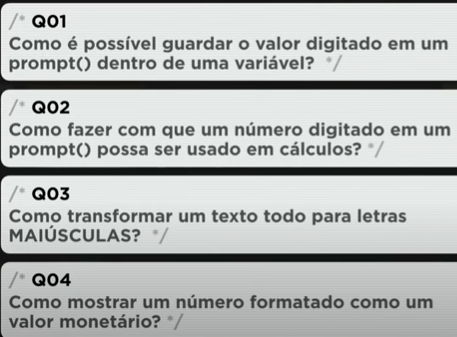 /* Q01
Como é possível guardar o valor digitado em um
prompt() dentro de uma variável? */
/* Q02
Como fazer com que um número digitado em um
prompt() possa ser usado em cálculos? */
/* Q03
Como transformar um texto todo para letras
MAIÚSCULAS? */
/* Q04
Como mostrar um número formatado como um
valor monetário? */